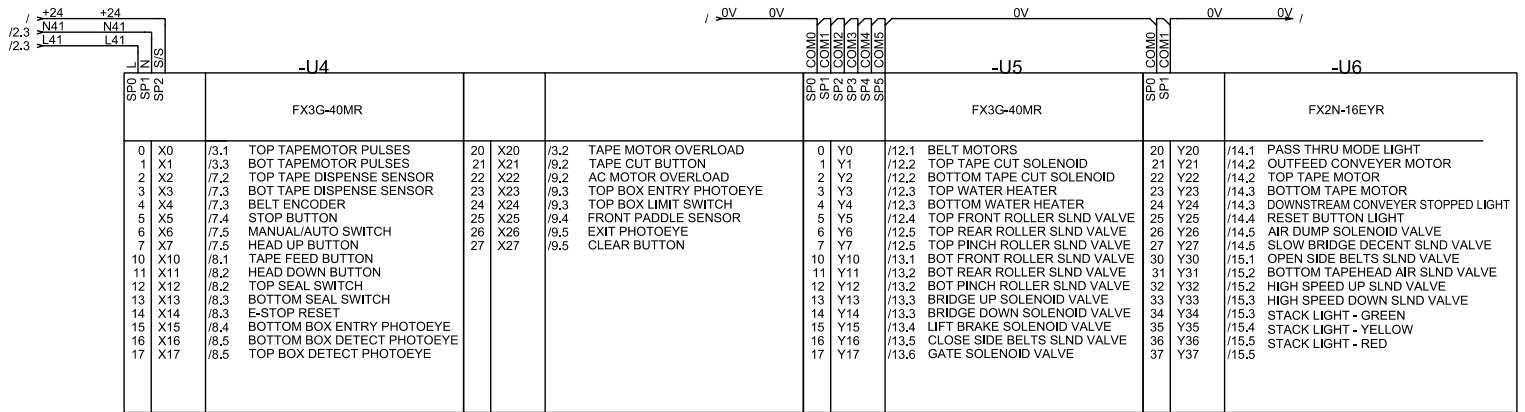 / +24 +24
/2.3 N41 N41
/2.3 L41 L41
L N S/S
/ 0V 0V 0V 0V 0V /
COM0 COM1 COM2 COM3 COM4 COM5 COM0 COM1
-U4 -U5 -U6
SP0 SP1 SP2 SP0 SP1 SP2 SP3 SP4 SP5 SP0 SP1
FX3G-40MR FX3G-40MR FX2N-16EYR
0 X0 /3.1 TOP TAPEMOTOR PULSES 20 X20 /3.2 TAPE MOTOR OVERLOAD 0 Y0 /12.1 BELT MOTORS 20 Y20 /14.1 PASS THRU MODE LIGHT
1 X1 /3.3 BOT TAPEMOTOR PULSES 21 X21 /9.2 TAPE CUT BUTTON 1 Y1 /12.2 TOP TAPE CUT SOLENOID 21 Y21 /14.2 OUTFEED CONVEYER MOTOR
2 X2 /7.2 TOP TAPE DISPENSE SENSOR 22 X22 /9.2 AC MOTOR OVERLOAD 2 Y2 /12.2 BOTTOM TAPE CUT SOLENOID 22 Y22 /14.2 TOP TAPE MOTOR
3 X3 /7.3 BOT TAPE DISPENSE SENSOR 23 X23 /9.3 TOP BOX ENTRY PHOTOEYE 3 Y3 /12.3 TOP WATER HEATER 23 Y23 /14.3 BOTTOM TAPE MOTOR
4 X4 /7.3 BELT ENCODER 24 X24 /9.3 TOP BOX LIMIT SWITCH 4 Y4 /12.3 BOTTOM WATER HEATER 24 Y24 /14.3 DOWNSTREAM CONVEYER STOPPED LIGHT
5 X5 /7.4 STOP BUTTON 25 X25 /9.4 FRONT PADDLE SENSOR 5 Y5 /12.4 TOP FRONT ROLLER SLND VALVE 25 Y25 /14.4 RESET BUTTON LIGHT
6 X6 /7.5 MANUAL/AUTO SWITCH 26 X26 /9.5 EXIT PHOTOEYE 6 Y6 /12.5 TOP REAR ROLLER SLND VALVE 26 Y26 /14.5 AIR DUMP SOLENOID VALVE
7 X7 /7.5 HEAD UP BUTTON 27 X27 /9.5 CLEAR BUTTON 7 Y7 /12.5 TOP PINCH ROLLER SLND VALVE 27 Y27 /14.5 SLOW BRIDGE DECENT SLND VALVE
10 X10 /8.1 TAPE FEED BUTTON 10 Y10 /13.1 BOT FRONT ROLLER SLND VALVE 30 Y30 /15.1 OPEN SIDE BELTS SLND VALVE
11 X11 /8.2 HEAD DOWN BUTTON 11 Y11 /13.2 BOT REAR ROLLER SLND VALVE 31 Y31 /15.2 BOTTOM TAPEHEAD AIR SLND VALVE
12 X12 /8.2 TOP SEAL SWITCH 12 Y12 /13.2 BOT PINCH ROLLER SLND VALVE 32 Y32 /15.2 HIGH SPEED UP SLND VALVE
13 X13 /8.3 BOTTOM SEAL SWITCH 13 Y13 /13.3 BRIDGE UP SOLENOID VALVE 33 Y33 /15.3 HIGH SPEED DOWN SLND VALVE
14 X14 /8.3 E-STOP RESET 14 Y14 /13.3 BRIDGE DOWN SOLENOID VALVE 34 Y34 /15.3 STACK LIGHT - GREEN
15 X15 /8.4 BOTTOM BOX ENTRY PHOTOEYE 15 Y15 /13.4 LIFT BRAKE SOLENOID VALVE 35 Y35 /15.4 STACK LIGHT - YELLOW
16 X16 /8.5 BOTTOM BOX DETECT PHOTOEYE 16 Y16 /13.5 CLOSE SIDE BELTS SLND VALVE 36 Y36 /15.5 STACK LIGHT - RED
17 X17 /8.5 TOP BOX DETECT PHOTOEYE 17 Y17 /13.6 GATE SOLENOID VALVE 37 Y37 /15.5